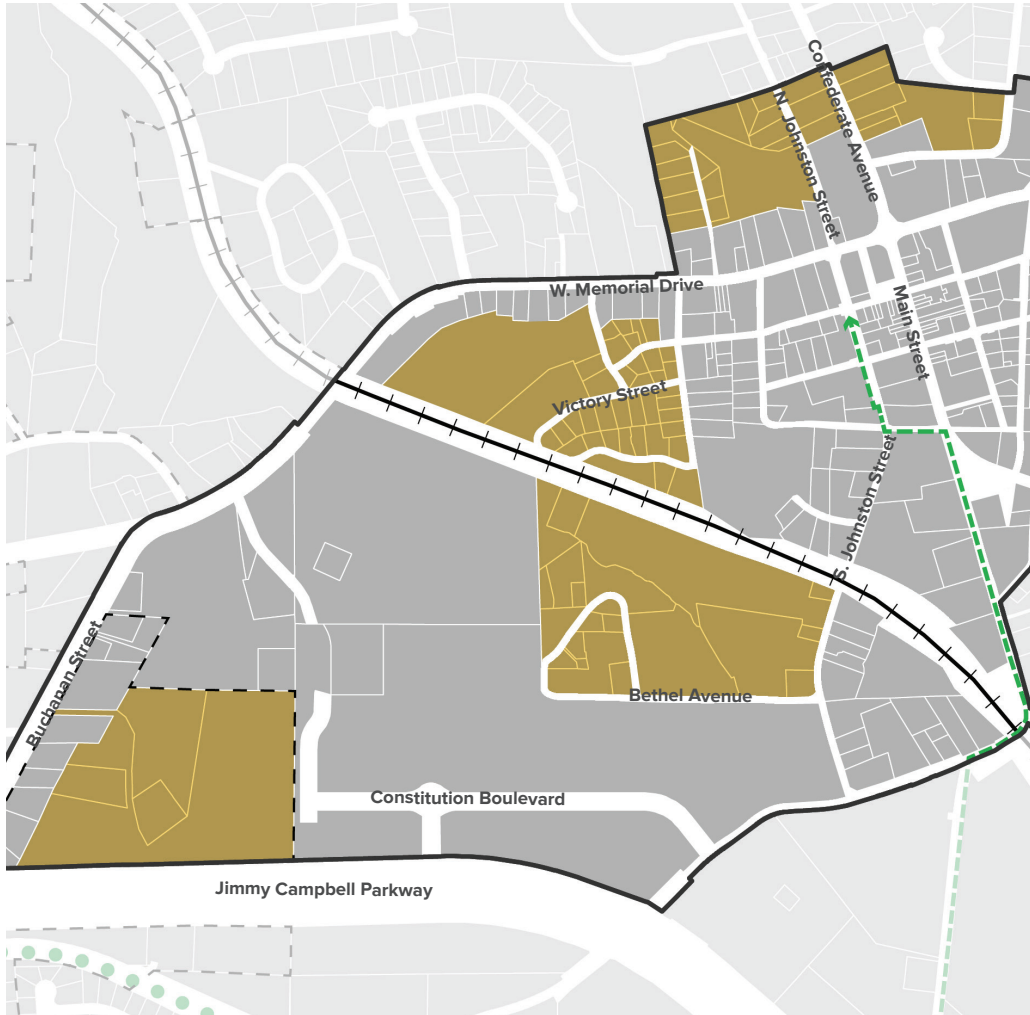 Confederate Avenue
N. Johnston Street
W. Memorial Drive
Main Street
Victory Street
S. Johnston Street
Buchanan Street
Bethel Avenue
Constitution Boulevard
Jimmy Campbell Parkway